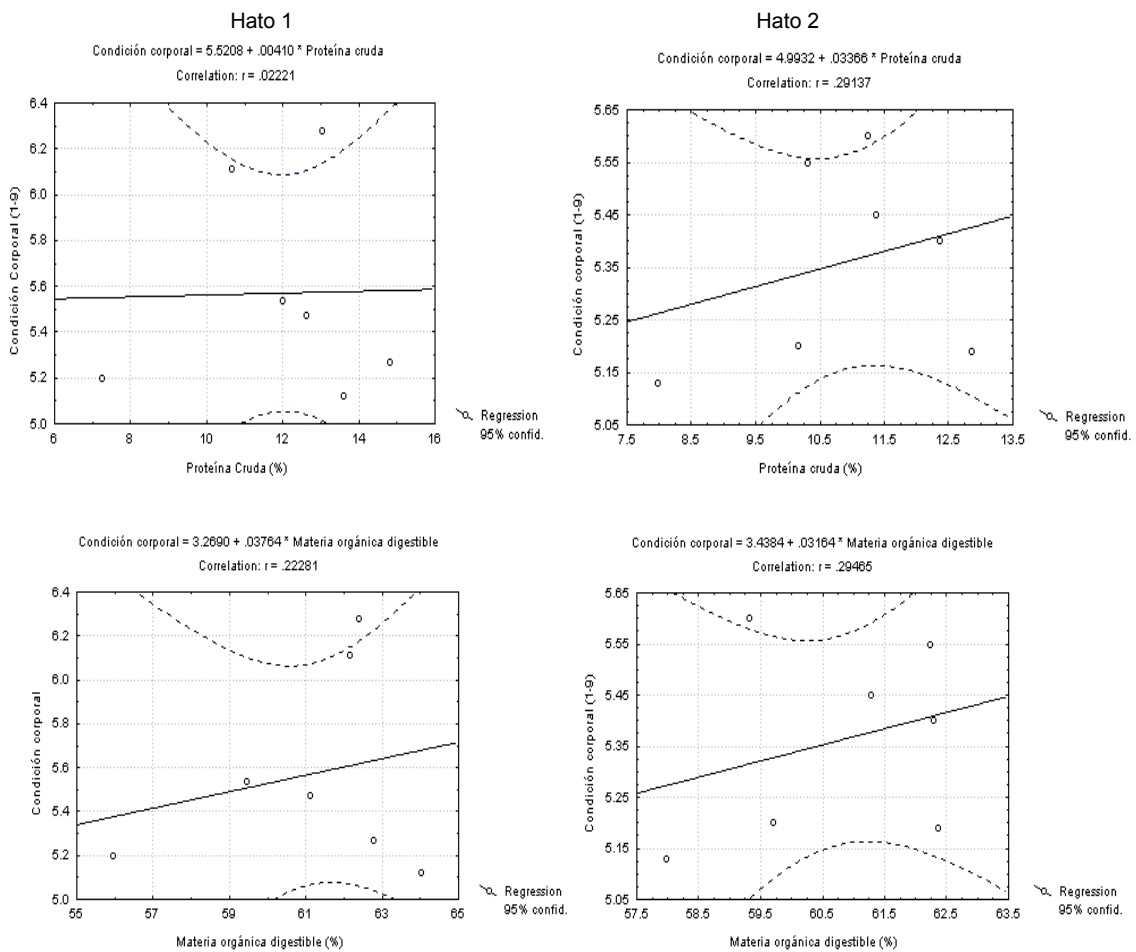 Hato 1
Condición corporal = 5.5208 + .00410 * Proteína cruda
Correlation: r = .02221
Condición Corporal (1-9)
6.4
6.2
6.0
5.8
5.6
5.4
5.2
5.0
6 8 10 12 14 16
Proteína Cruda (%)
Regression
95% confid.
Hato 2
Condición corporal = 4.9932 + .03366 * Proteína cruda
Correlation: r = .29137
Condición corporal (1-9)
5.65
5.55
5.45
5.35
5.25
5.15
5.05
7.5 8.5 9.5 10.5 11.5 12.5 13.5
Proteína cruda (%)
Regression
95% confid.
Condición corporal = 3.2690 + .03764 * Materia orgánica digestible
Correlation: r = .22281
Condición corporal
6.4
6.2
6.0
5.8
5.6
5.4
5.2
5.0
55 57 59 61 63 65
Materia orgánica digestible (%)
Regression
95% confid.
Condición corporal = 3.4384 + .03164 * Materia orgánica digestible
Correlation: r = .29465
Condición corporal (1-9)
5.65
5.55
5.45
5.35
5.25
5.15
5.05
57.5 58.5 59.5 60.5 61.5 62.5 63.5
Materia orgánica digestible (%)
Regression
95% confid.